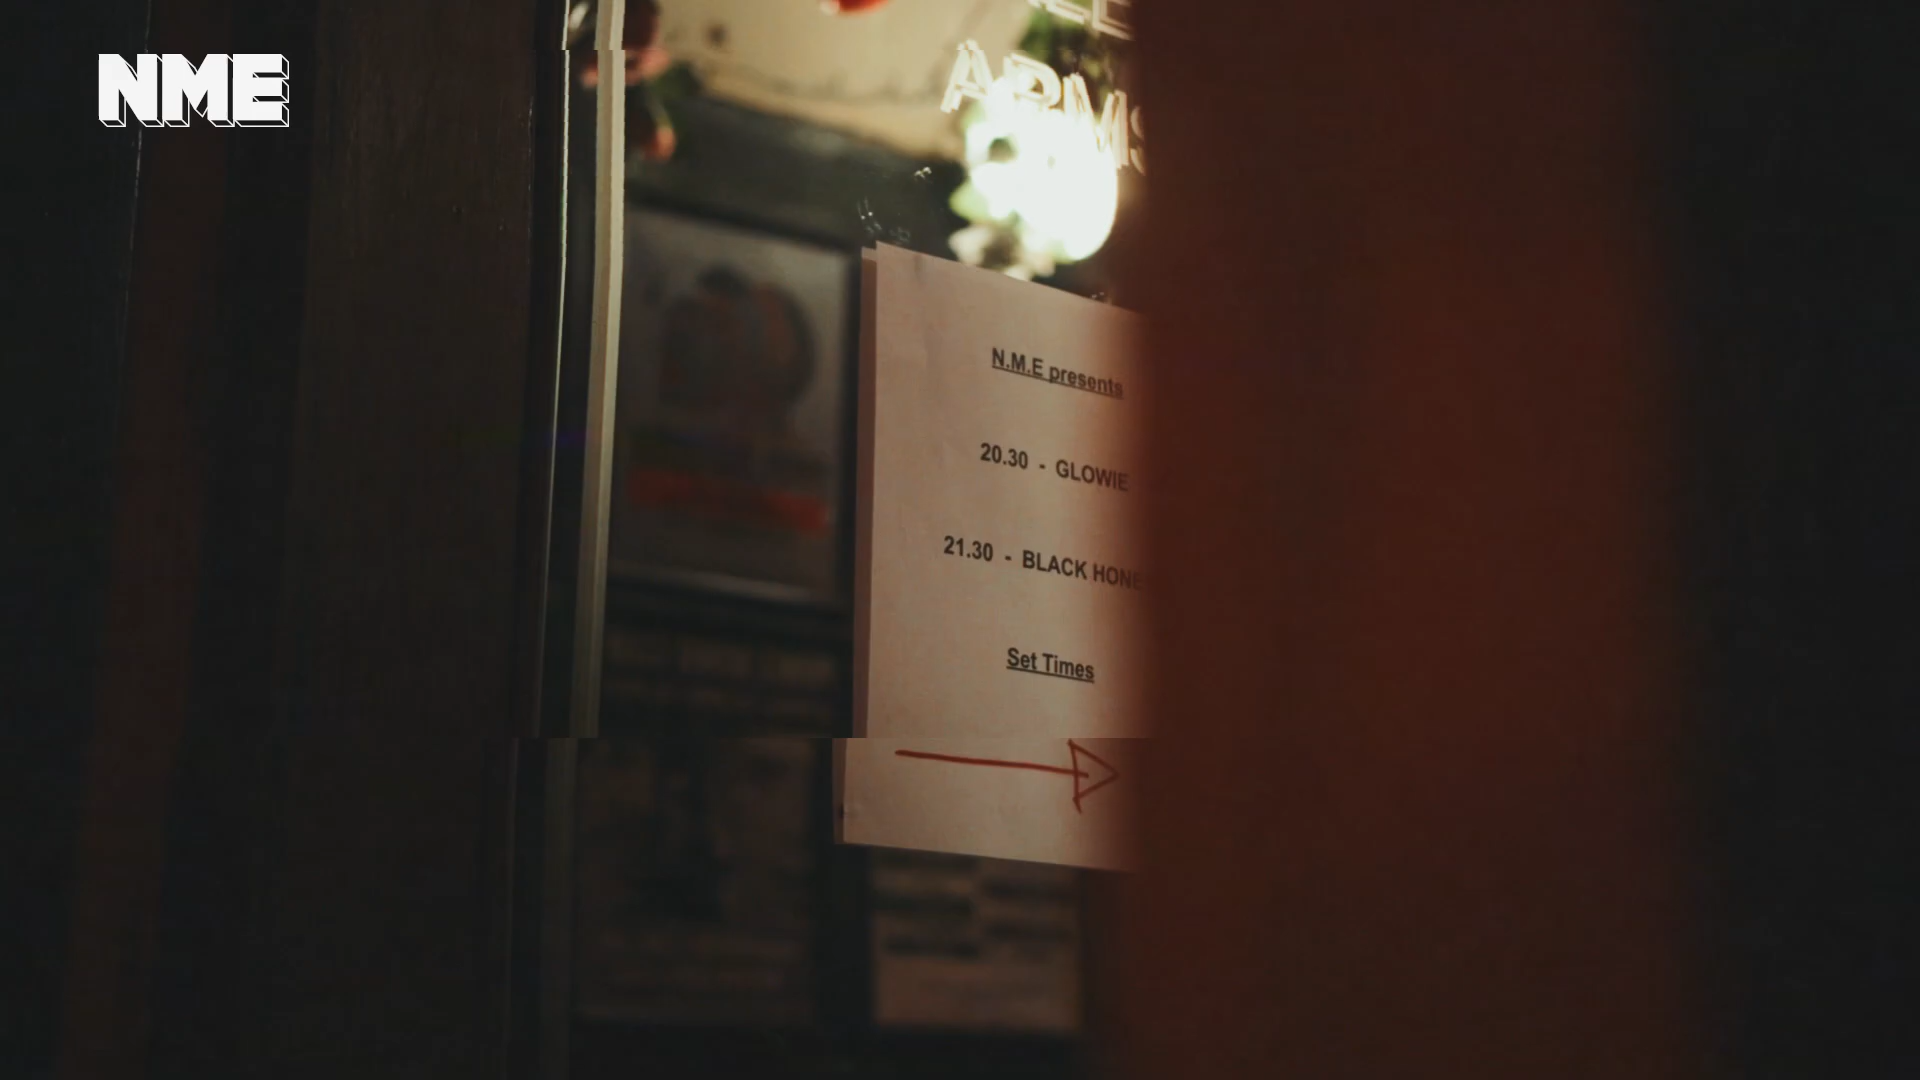 NME
ARMS
N.M.E presents
20.30 - GLOWIE
21.30 - BLACK HONE
Set Times